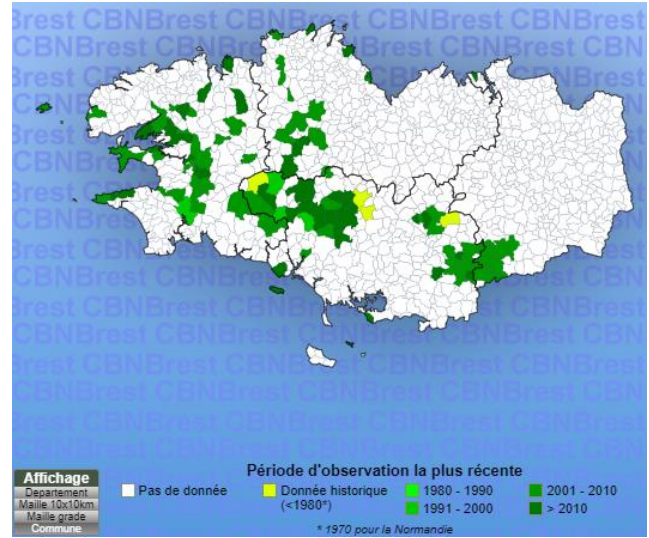 CBNBrest CBNBrest CBNBrest
Affichage
Departement
Maille 10x10km
Maille grade
Commune
Période d'observation la plus récente
Pas de donnée
Donnée historique
(<1980*)
1980 - 1990
1991 - 2000
2001 - 2010
> 2010
* 1970 pour la Normandie